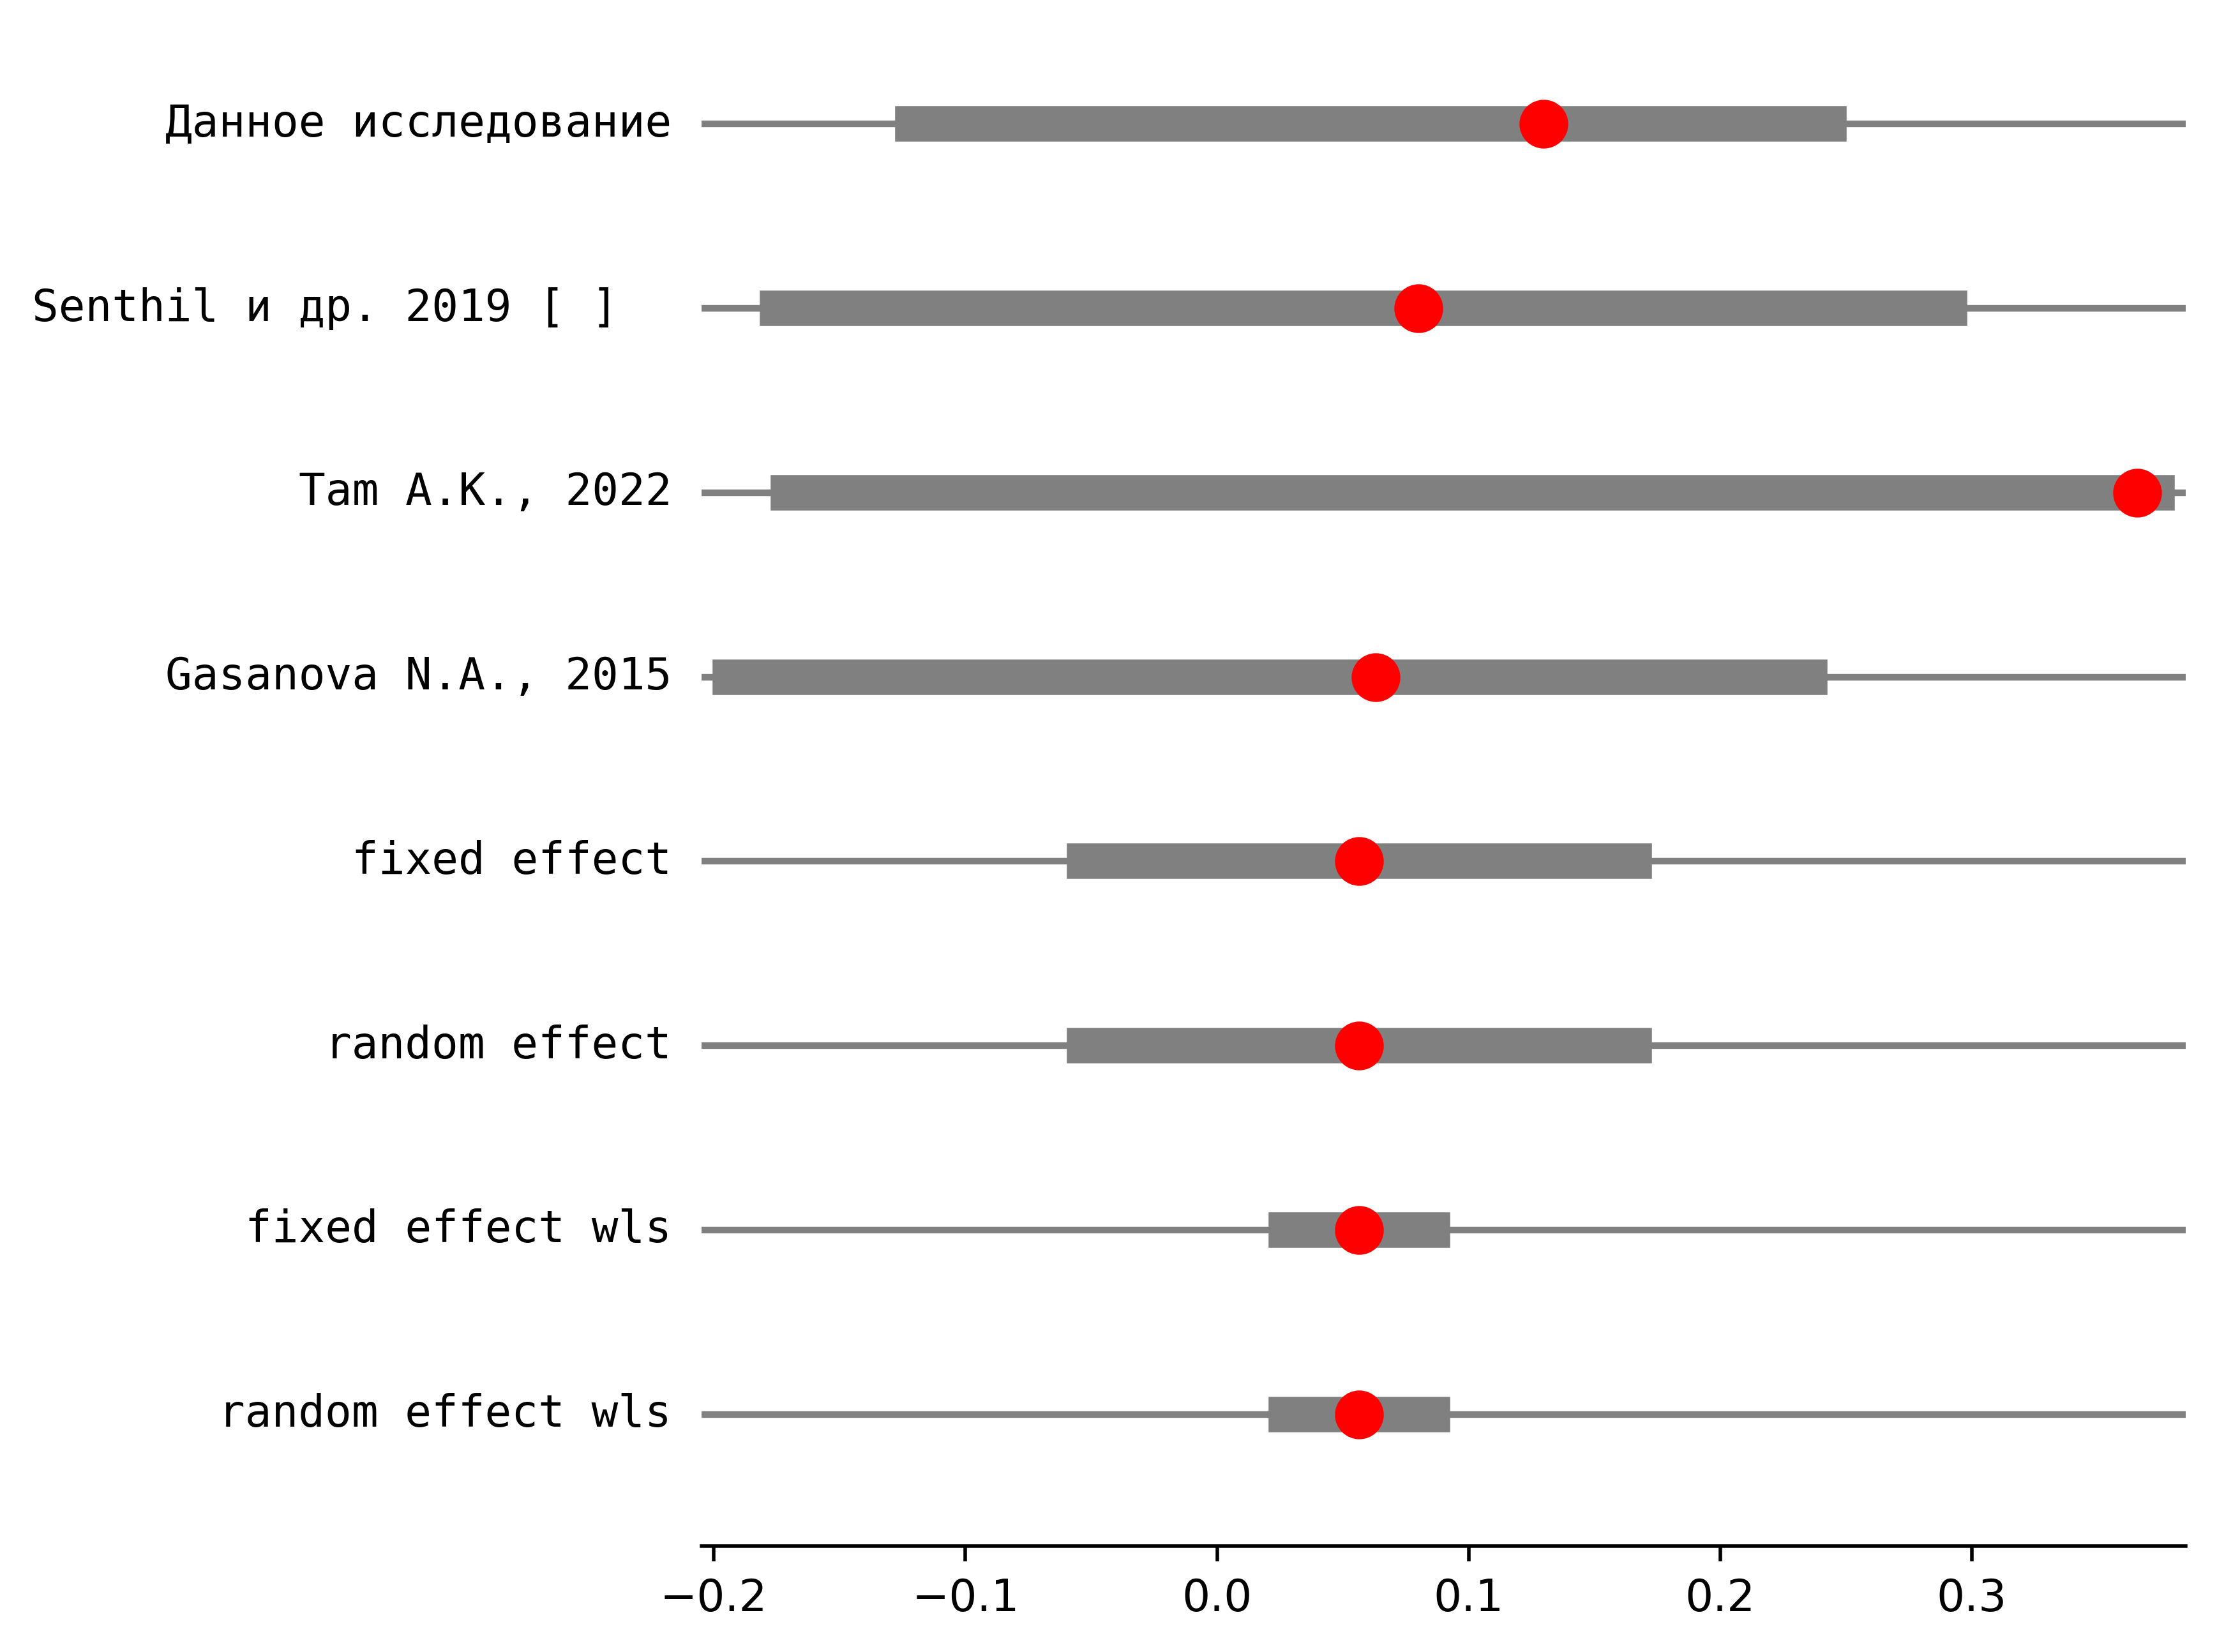 Данное исследование
Senthil и др. 2019 [ ]
Tam A.K., 2022
Gasanova N.A., 2015
fixed effect
random effect
fixed effect wls
random effect wls
−0.2 −0.1 0.0 0.1 0.2 0.3